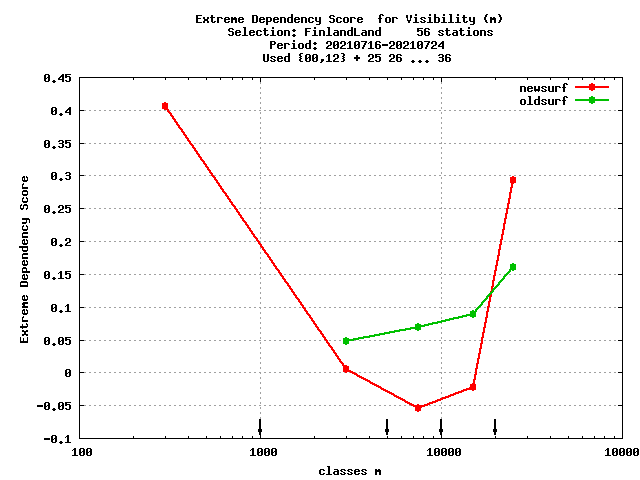 Extreme Dependency Score  for Visibility (m)
Selection: FinlandLand     56 stations
Period: 20210716-20210724
Used {00,12} + 25 26 ... 36
newsurf
oldsurf
Extreme Dependency Score
0.45
0.4
0.35
0.3
0.25
0.2
0.15
0.1
0.05
0
-0.05
-0.1
100 1000 10000 10000
classes m